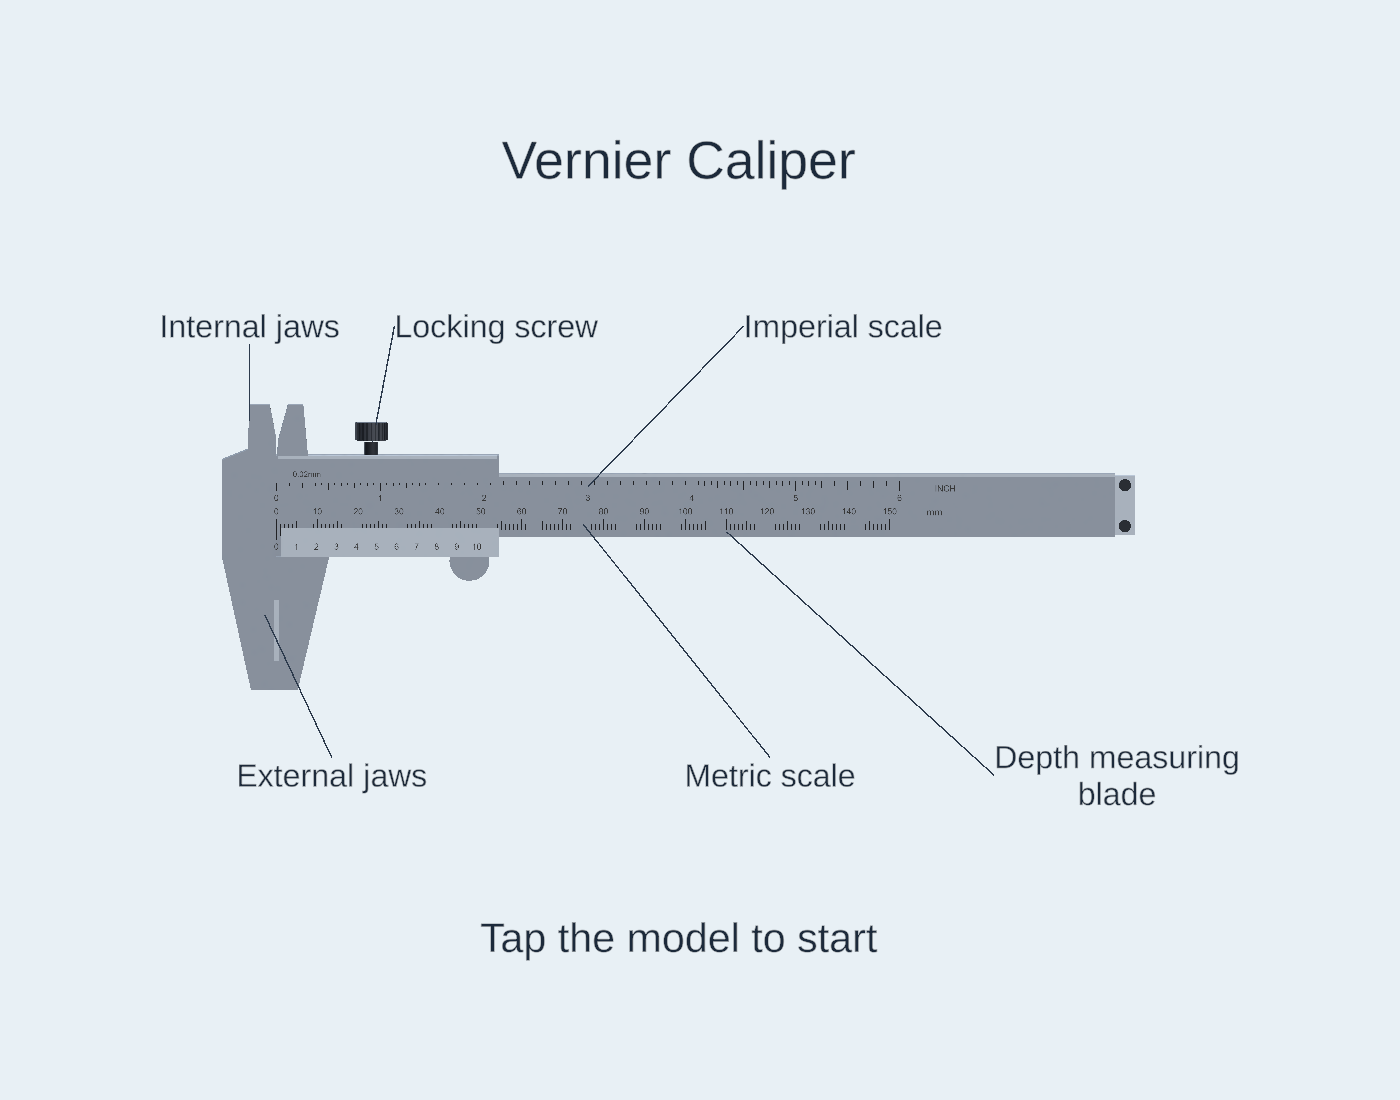 Vernier Caliper
Internal jaws
Locking screw
Imperial scale
0.02mm
0 1 2 3 4 5 6 INCH
0 10 20 30 40 50 60 70 80 90 100 110 120 130 140 150 mm
0 1 2 3 4 5 6 7 8 9 10
External jaws
Metric scale
Depth measuring
blade
Tap the model to start